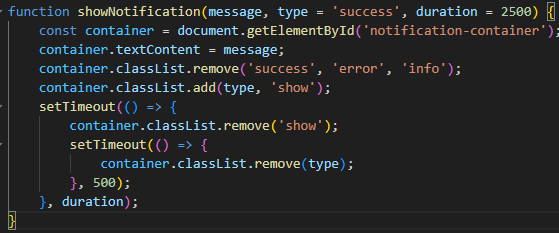 function showNotification(message, type = 'success', duration = 2500) {
    const container = document.getElementById('notification-container');
    container.textContent = message;
    container.classList.remove('success', 'error', 'info');
    container.classList.add(type, 'show');
    setTimeout(() => {
        container.classList.remove('show');
        setTimeout(() => {
            container.classList.remove(type);
        }, 500);
    }, duration);
}